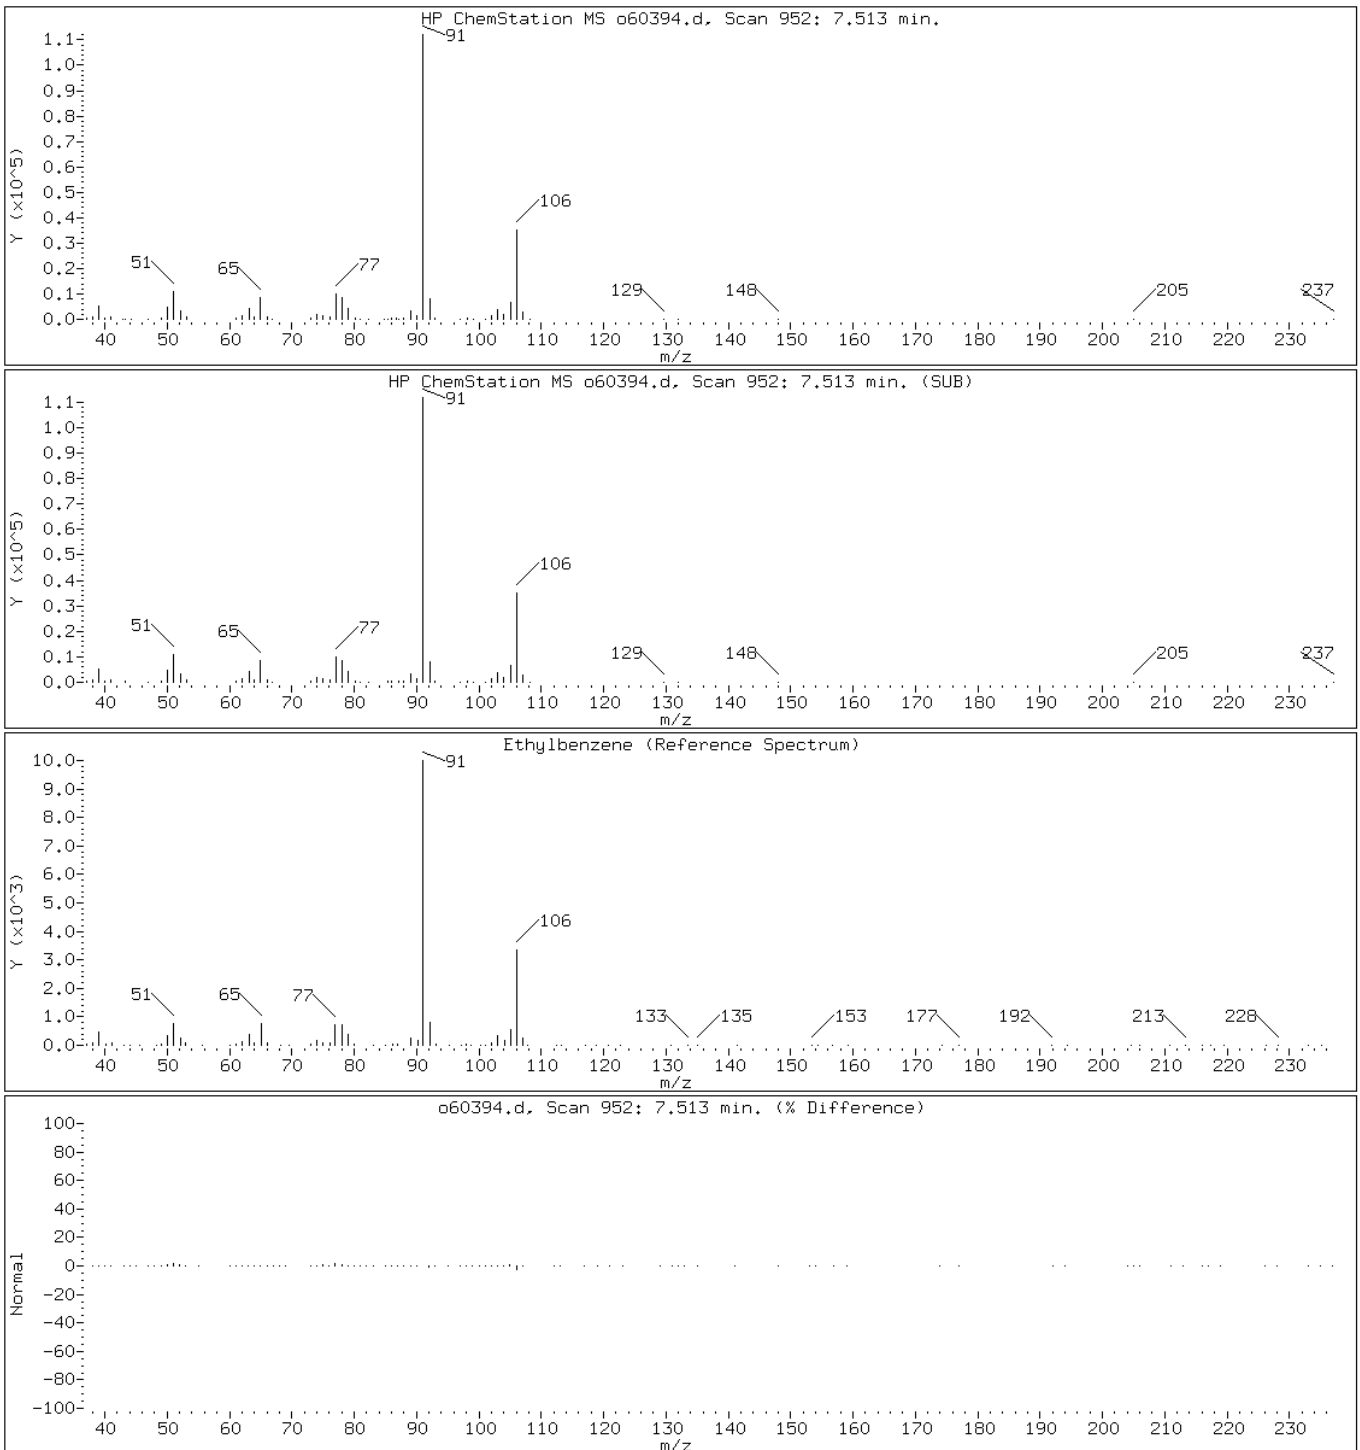 HP ChemStation MS o60394.d, Scan 952: 7.513 min.
Y (x10^5)
1.1
1.0
0.9
0.8
0.7
0.6
0.5
0.4
0.3
0.2
0.1
0.0
91
106
51 65 77
129 148 205 237
40 50 60 70 80 90 100 110 120 130 140 150 160 170 180 190 200 210 220 230
m/z
HP ChemStation MS o60394.d, Scan 952: 7.513 min. (SUB)
Y (x10^5)
1.1
1.0
0.9
0.8
0.7
0.6
0.5
0.4
0.3
0.2
0.1
0.0
91
106
51 65 77
129 148 205 237
40 50 60 70 80 90 100 110 120 130 140 150 160 170 180 190 200 210 220 230
m/z
Ethylbenzene (Reference Spectrum)
Y (x10^3)
10.0
9.0
8.0
7.0
6.0
5.0
4.0
3.0
2.0
1.0
0.0
91
106
51 65 77
133 135 153 177 192 213 228
40 50 60 70 80 90 100 110 120 130 140 150 160 170 180 190 200 210 220 230
m/z
o60394.d, Scan 952: 7.513 min. (% Difference)
Normal
100
80
60
40
20
0
-20
-40
-60
-80
-100
40 50 60 70 80 90 100 110 120 130 140 150 160 170 180 190 200 210 220 230
m/z